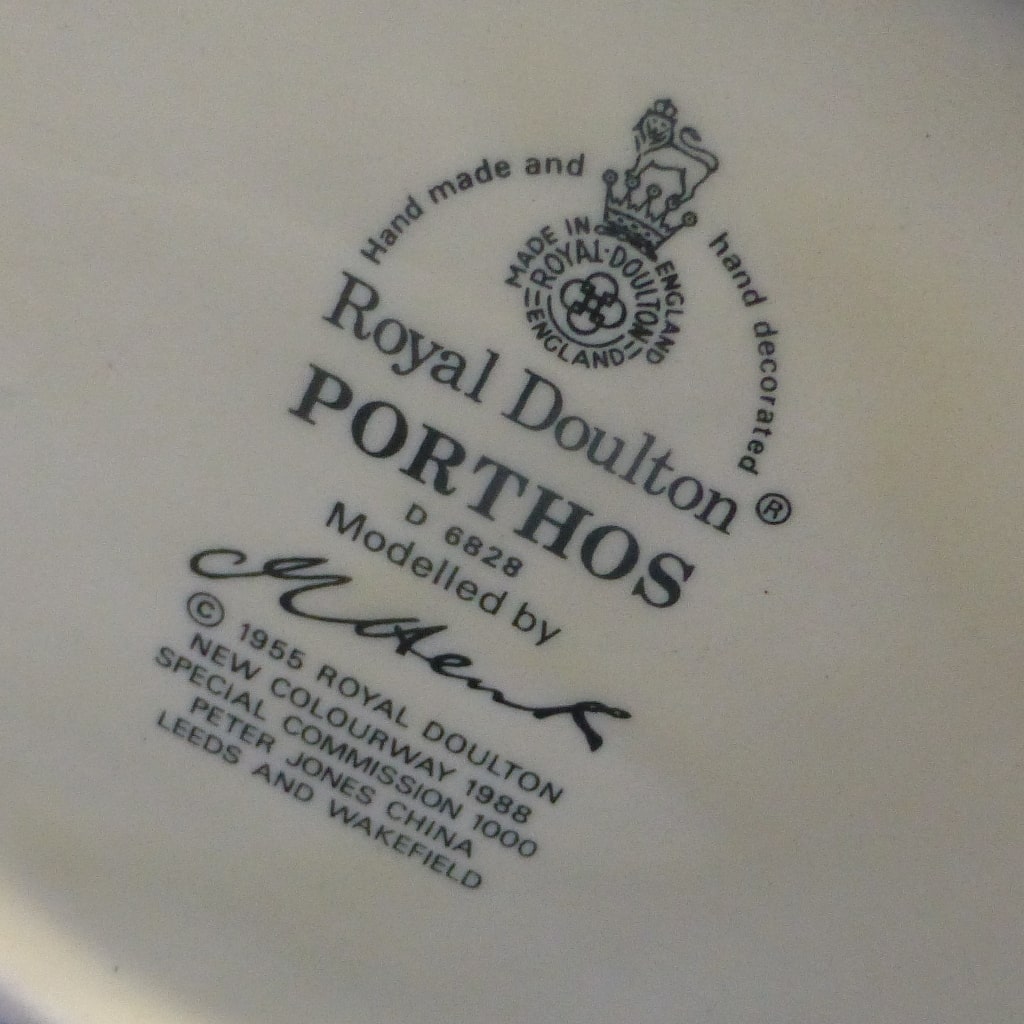 Hand made and hand decorated
MADE IN ENGLAND
ROYAL·DOULTON
ENGLAND
Royal Doulton ®
PORTHOS
D 6828
Modelled by
© 1955 ROYAL DOULTON
NEW COLOURWAY 1988
SPECIAL COMMISSION 1000
PETER JONES CHINA
LEEDS AND WAKEFIELD